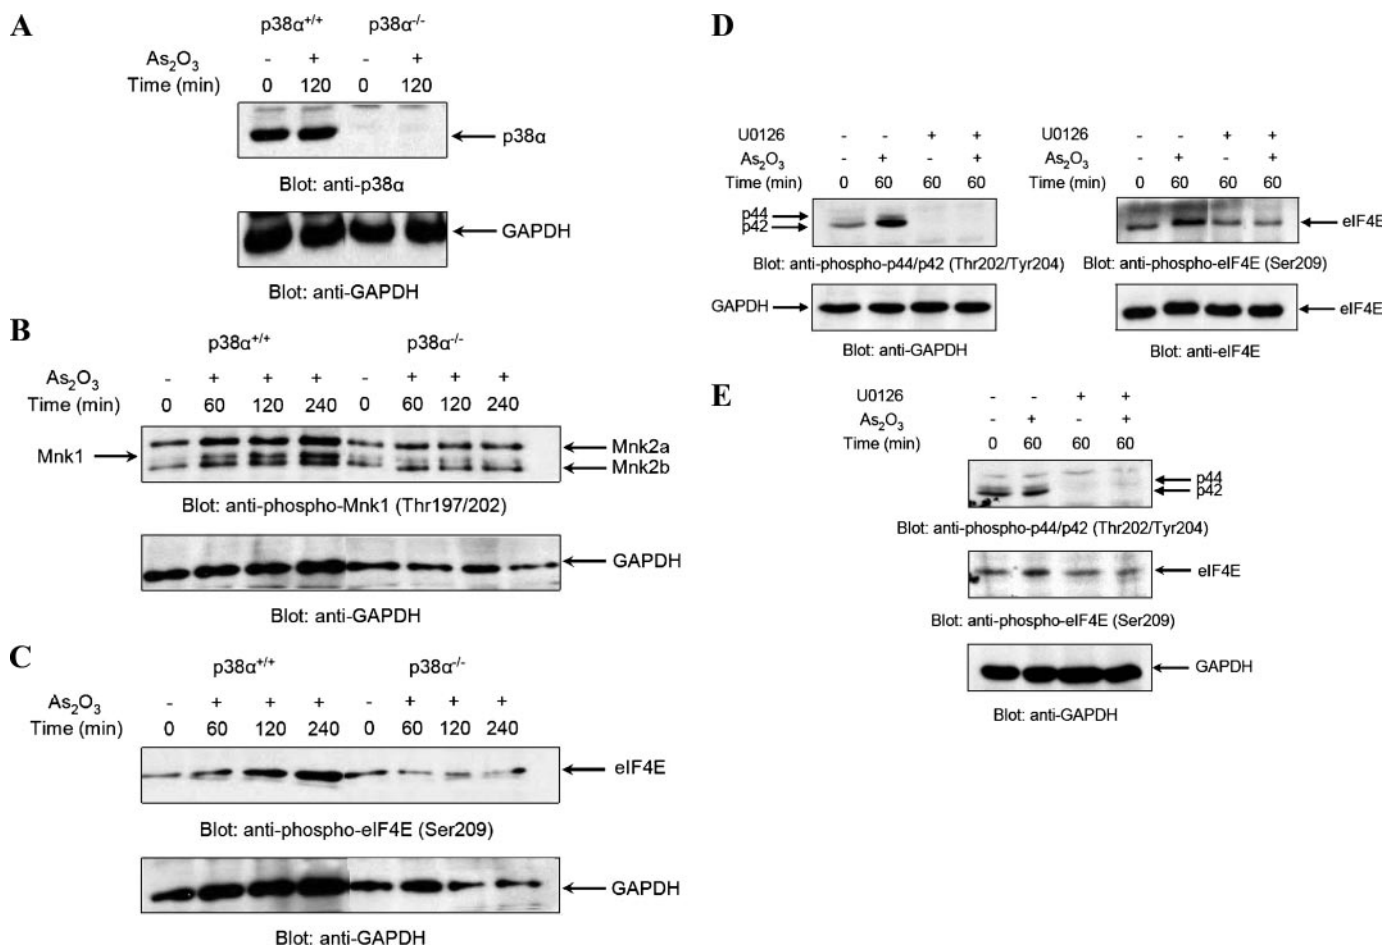 A
p38α+/+ p38α-/-
As2O3 - + - +
Time (min) 0 120 0 120
p38α
Blot: anti-p38α
GAPDH
Blot: anti-GAPDH
B
p38α+/+ p38α-/-
As2O3 - + + + - + + +
Time (min) 0 60 120 240 0 60 120 240
Mnk1
Mnk2a
Mnk2b
Blot: anti-phospho-Mnk1 (Thr197/202)
GAPDH
Blot: anti-GAPDH
C
p38α+/+ p38α-/-
As2O3 - + + + - + + +
Time (min) 0 60 120 240 0 60 120 240
eIF4E
Blot: anti-phospho-eIF4E (Ser209)
GAPDH
Blot: anti-GAPDH
D
U0126 - - + +
As2O3 - + - +
Time (min) 0 60 60 60
p44
p42
Blot: anti-phospho-p44/p42 (Thr202/Tyr204)
GAPDH
Blot: anti-GAPDH
U0126 - - + +
As2O3 - + - +
Time (min) 0 60 60 60
eIF4E
Blot: anti-phospho-eIF4E (Ser209)
eIF4E
Blot: anti-eIF4E
E
U0126 - - + +
As2O3 - + - +
Time (min) 0 60 60 60
p44
p42
Blot: anti-phospho-p44/p42 (Thr202/Tyr204)
eIF4E
Blot: anti-phospho-eIF4E (Ser209)
GAPDH
Blot: anti-GAPDH